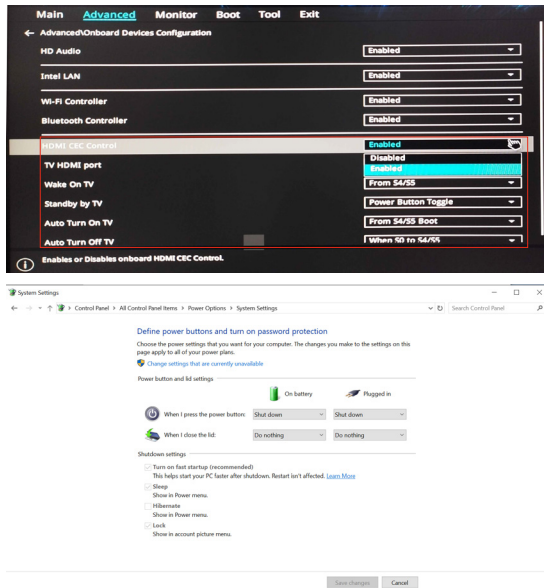 Main Advanced Monitor Boot Tool Exit
← Advanced\Onboard Devices Configuration
HD Audio Enabled
Intel LAN Enabled
Wi-Fi Controller Enabled
Bluetooth Controller Enabled
HDMI CEC Control Enabled
Disabled
TV HDMI port Enabled
Wake On TV From S4/S5
Standby by TV Power Button Toggle
Auto Turn On TV From S4/S5 Boot
Auto Turn Off TV When S0 to S4/S5
Enables or Disables onboard HDMI CEC Control.
System Settings
Control Panel > All Control Panel Items > Power Options > System Settings Search Control Panel
Define power buttons and turn on password protection
Choose the power settings that you want for your computer. The changes you make to the settings on this
page apply to all of your power plans.
Change settings that are currently unavailable
Power button and lid settings
On battery Plugged in
When I press the power button: Shut down Shut down
When I close the lid: Do nothing Do nothing
Shutdown settings
Turn on fast startup (recommended)
This helps start your PC faster after shutdown. Restart isn't affected. Learn More
Sleep
Show in Power menu.
Hibernate
Show in Power menu.
Lock
Show in account picture menu.
Save changes Cancel